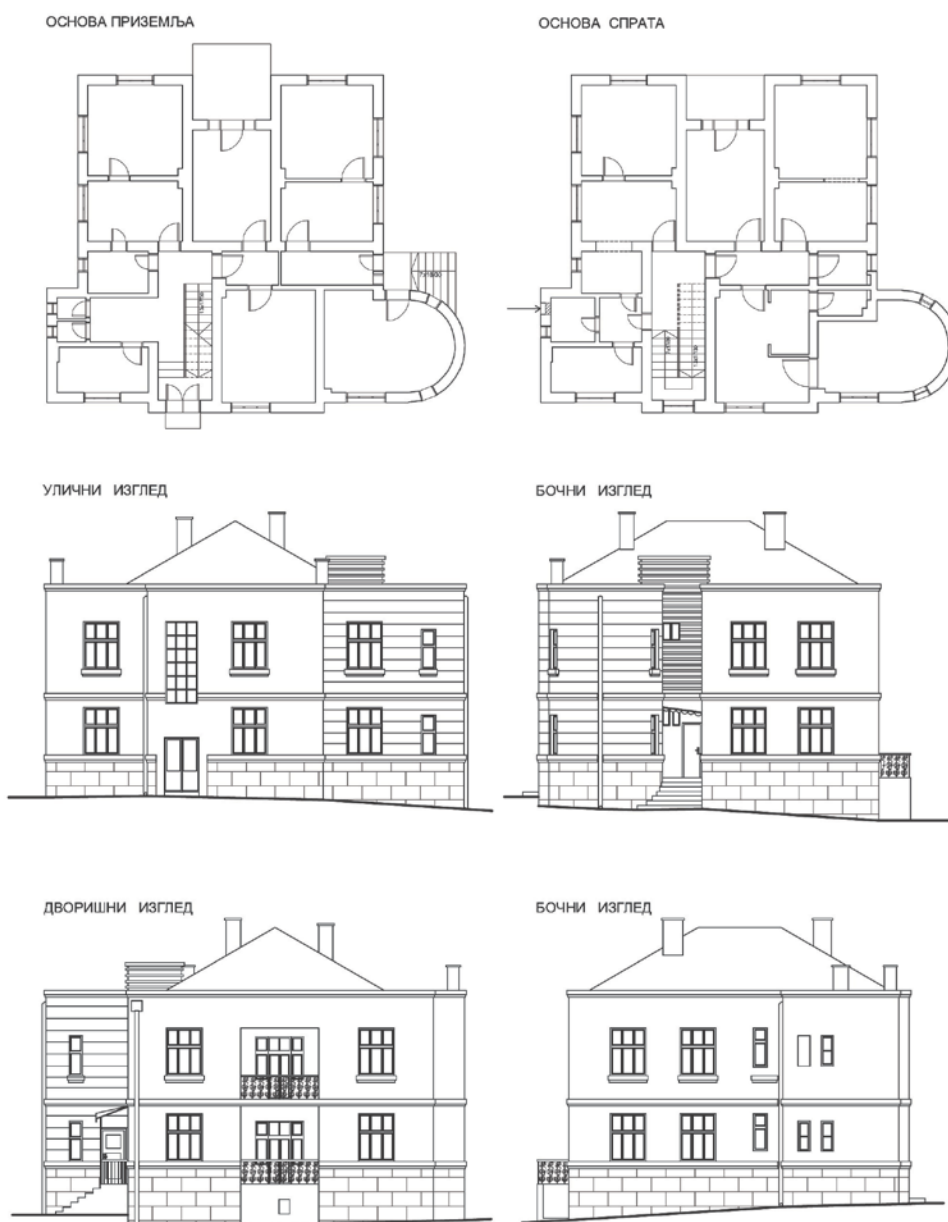 ОСНОВА ПРИЗЕМЉА
ОСНОВА СПРАТА
УЛИЧНИ ИЗГЛЕД
БОЧНИ ИЗГЛЕД
ДВОРИШНИ ИЗГЛЕД
БОЧНИ ИЗГЛЕД